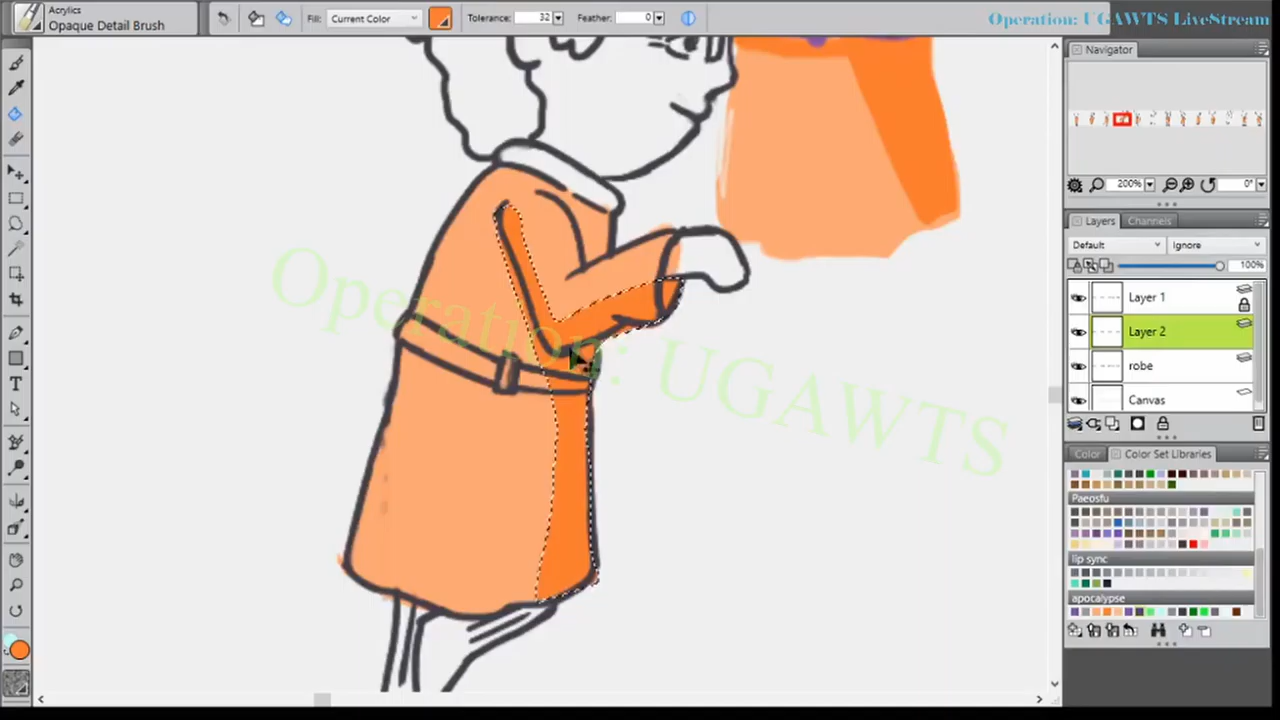 Acrylics
Opaque Detail Brush
Fill: Current Color
Tolerance: 32
Feather: 0
Operation: UGAWTS LiveStream
Navigator
200%
0°
Layers Channels
Default Ignore
100%
Layer 1
Layer 2
robe
Canvas
Color Color Set Libraries
Paeosfu
lip sync
apocalypse
T
Operation: UGAWTS